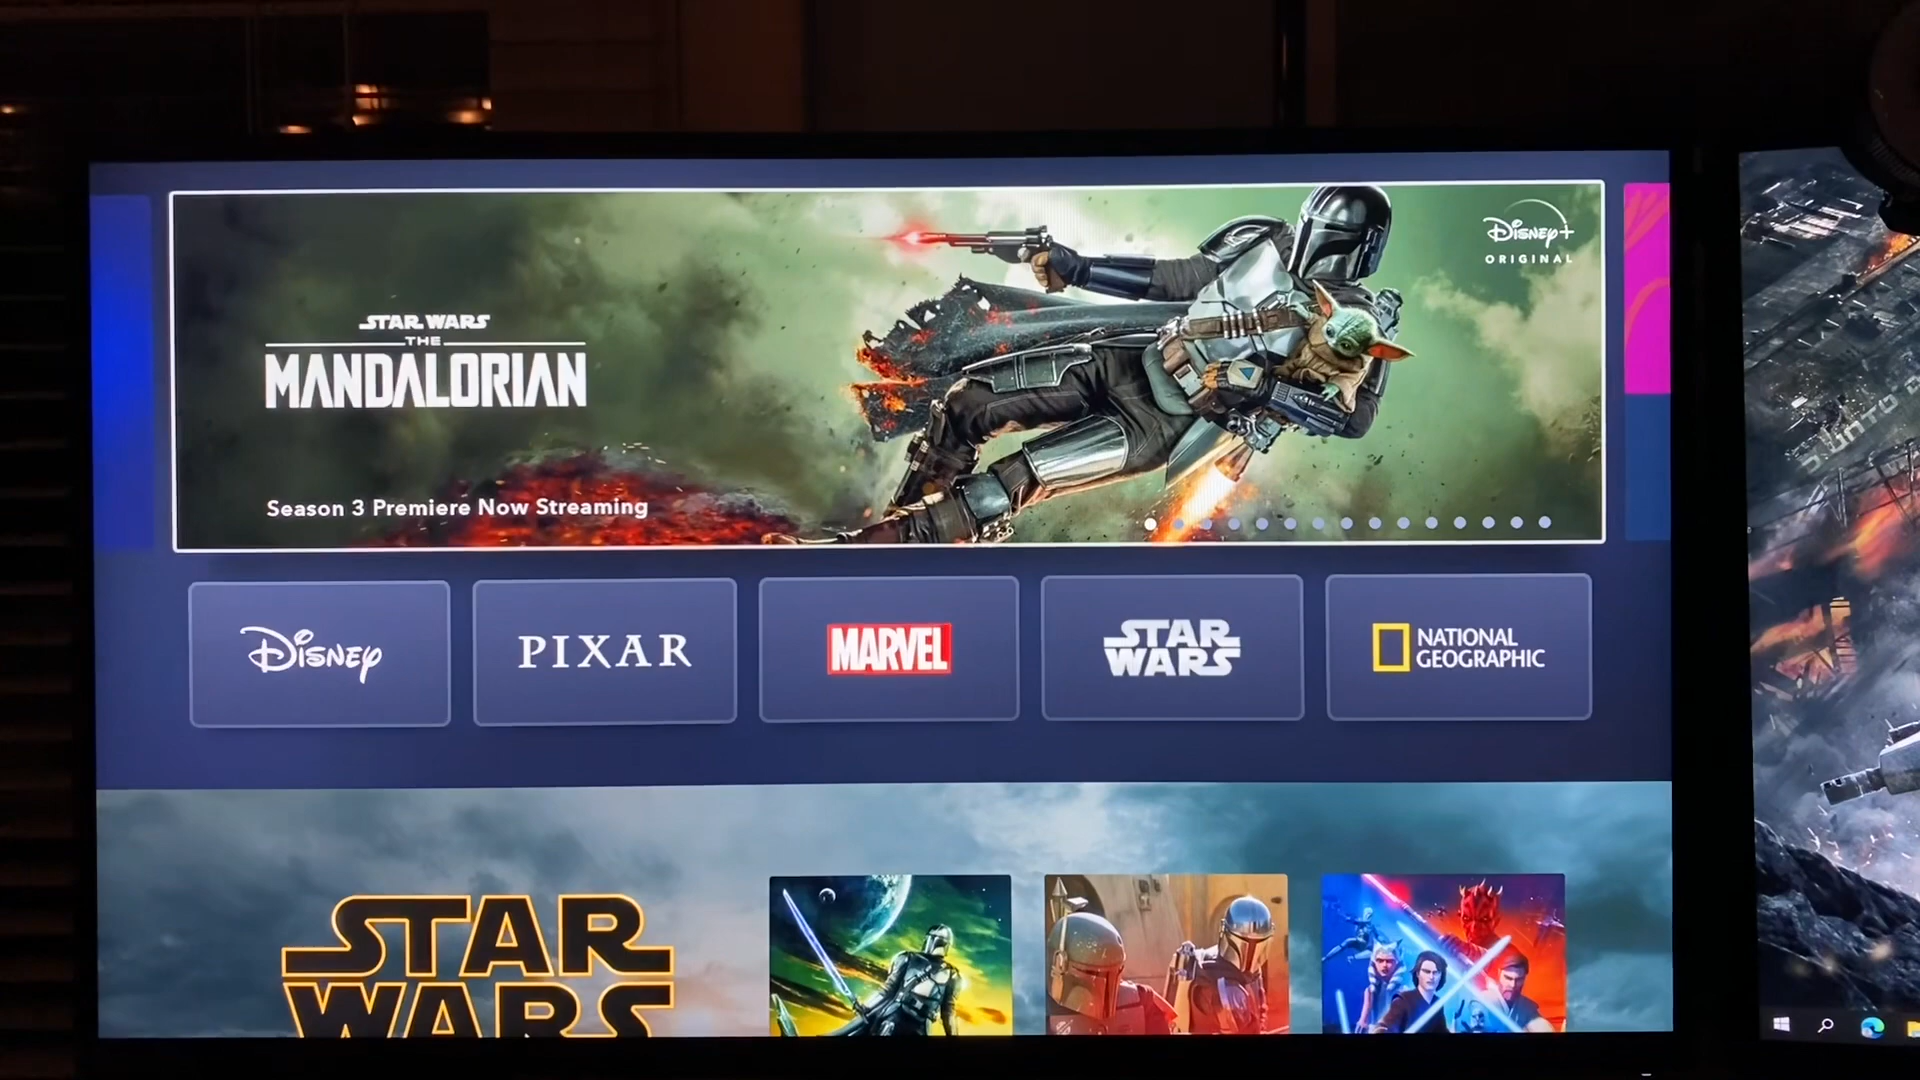 Disney+
ORIGINAL
STAR WARS
THE
MANDALORIAN
Season 3 Premiere Now Streaming
Disney
PIXAR
MARVEL
STAR WARS
NATIONAL GEOGRAPHIC
STAR
WARS